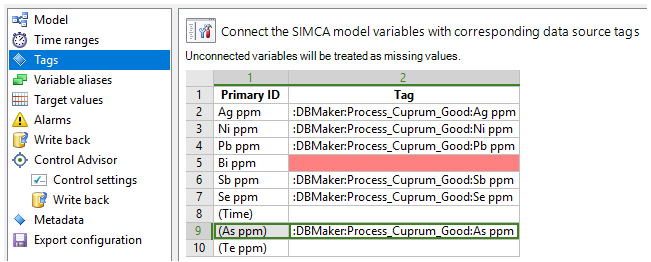 Model
Time ranges
Tags
Variable aliases
Target values
Alarms
Write back
Control Advisor
Control settings
Write back
Metadata
Export configuration
Connect the SIMCA model variables with corresponding data source tags
Unconnected variables will be treated as missing values.
1 2
1 Primary ID Tag
2 Ag ppm :DBMaker:Process_Cuprum_Good:Ag ppm
3 Ni ppm :DBMaker:Process_Cuprum_Good:Ni ppm
4 Pb ppm :DBMaker:Process_Cuprum_Good:Pb ppm
5 Bi ppm
6 Sb ppm :DBMaker:Process_Cuprum_Good:Sb ppm
7 Se ppm :DBMaker:Process_Cuprum_Good:Se ppm
8 (Time)
9 (As ppm) :DBMaker:Process_Cuprum_Good:As ppm
10 (Te ppm)